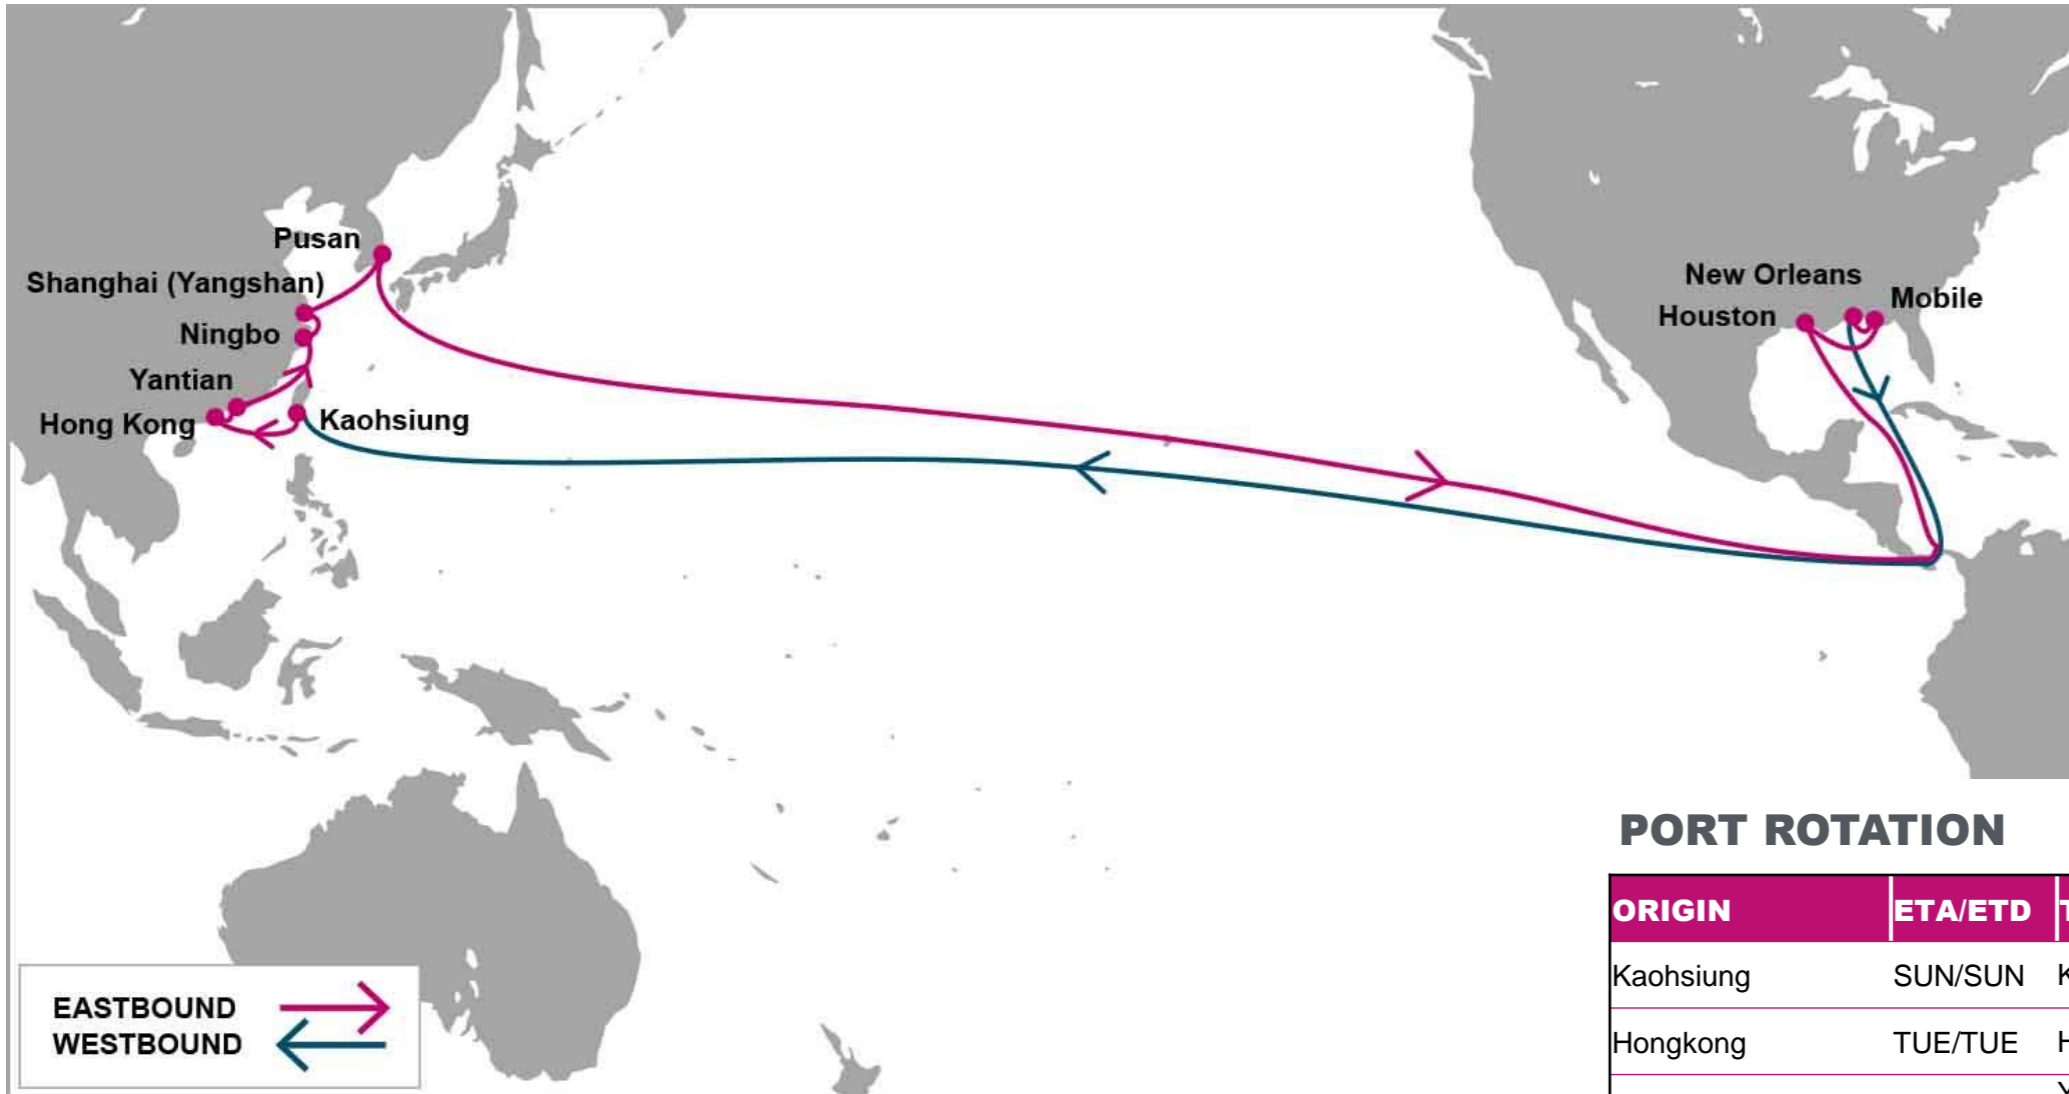 Pusan
Shanghai (Yangshan)
Ningbo
Yantian
Hong Kong
Kaohsiung
New Orleans
Mobile
Houston
EASTBOUND
WESTBOUND
PORT ROTATION
ORIGIN ETA/ETD
Kaohsiung SUN/SUN
Hongkong TUE/TUE